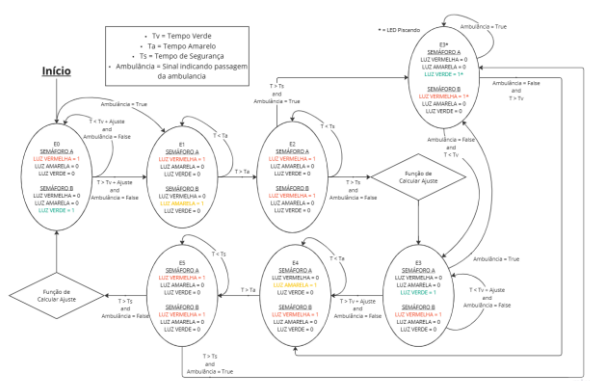 • Tv = Tempo Verde
• Ta = Tempo Amarelo
• Ts = Tempo de Segurança
• Ambulância = Sinal indicando passagem
da ambulancia
* = LED Piscando
Ambulância = True
Início
E3*
SEMÁFORO A
LUZ VERMELHA = 0
LUZ AMARELA = 0
LUZ VERDE = 1*
SEMÁFORO B
LUZ VERMELHA = 1*
LUZ AMARELA = 0
LUZ VERDE = 0
T > Ts
and
Ambulância = True
Ambulância = False
and
T > Tv
Ambulância = True
T < Tv + Ajuste
and
Ambulância = False
E0
SEMÁFORO A
LUZ VERMELHA = 1
LUZ AMARELA = 0
LUZ VERDE = 0
SEMÁFORO B
LUZ VERMELHA = 0
LUZ AMARELA = 0
LUZ VERDE = 1
T > Tv + Ajuste
and
Ambulância = False
T < Ta
E1
SEMÁFORO A
LUZ VERMELHA = 1
LUZ AMARELA = 0
LUZ VERDE = 0
SEMÁFORO B
LUZ VERMELHA = 0
LUZ AMARELA = 1
LUZ VERDE = 0
T > Ta
T < Ts
E2
SEMÁFORO A
LUZ VERMELHA = 1
LUZ AMARELA = 0
LUZ VERDE = 0
SEMÁFORO B
LUZ VERMELHA = 1
LUZ AMARELA = 0
LUZ VERDE = 0
T > Ts
and
Ambulância = False
Função de
Calcular Ajuste
Ambulância = False
and
T < Tv
Ambulância = True
E3
SEMÁFORO A
LUZ VERMELHA = 0
LUZ AMARELA = 0
LUZ VERDE = 1
SEMÁFORO B
LUZ VERMELHA = 1
LUZ AMARELA = 0
LUZ VERDE = 0
T < Tv + Ajuste
and
Ambulância = False
T > Tv + Ajuste
and
Ambulância = False
T < Ta
E4
SEMÁFORO A
LUZ VERMELHA = 0
LUZ AMARELA = 1
LUZ VERDE = 0
SEMÁFORO B
LUZ VERMELHA = 1
LUZ AMARELA = 0
LUZ VERDE = 0
T > Ta
T < Ts
E5
SEMÁFORO A
LUZ VERMELHA = 1
LUZ AMARELA = 0
LUZ VERDE = 0
SEMÁFORO B
LUZ VERMELHA = 1
LUZ AMARELA = 0
LUZ VERDE = 0
T > Ts
and
Ambulância = False
Função de
Calcular Ajuste
T > Ts
and
Ambulância = True